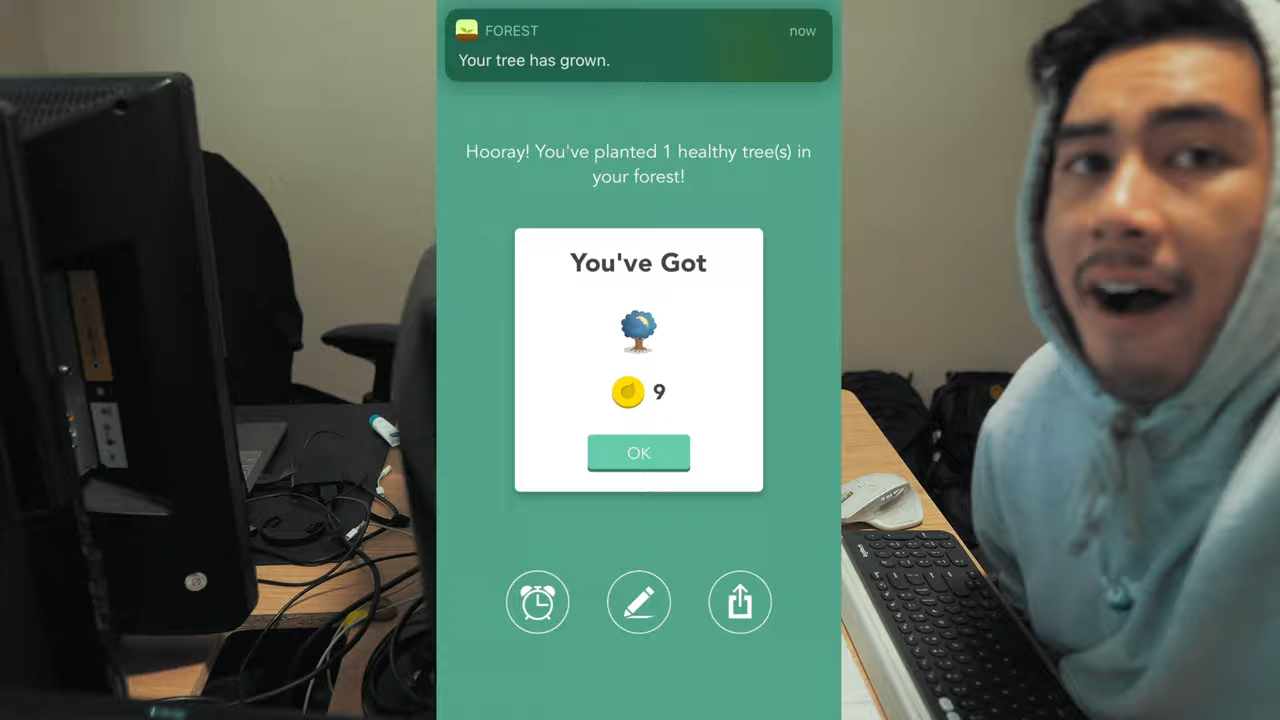 FOREST
now
Your tree has grown.
Hooray! You've planted 1 healthy tree(s) in
your forest!
You've Got
9
OK